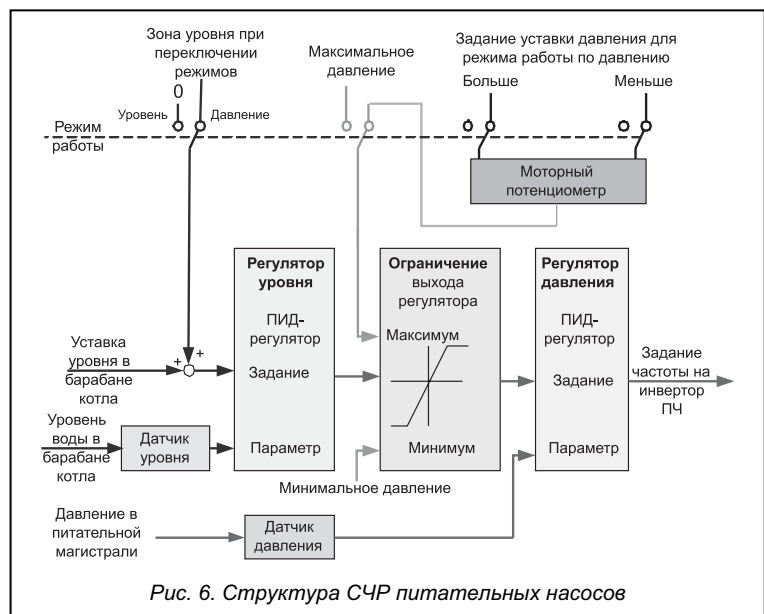 Зона уровня при
переключении
режимов
0
Уровень
Давление
Режим
работы
Максимальное
давление
Задание уставки давления для
режима работы по давлению
Больше
Меньше
Моторный
потенциометр
Регулятор
уровня
ПИД-
регулятор
Задание
Параметр
Ограничение
выхода
регулятора
Максимум
Минимум
Регулятор
давления
ПИД-
регулятор
Задание
Параметр
Задание
частоты на
инвертор
ПЧ
Уставка
уровня в
барабане
котла
+
+
Уровень
воды в
барабане
котла
Датчик
уровня
Минимальное давление
Давление в
питательной
магистрали
Датчик
давления
Рис. 6. Структура СЧР питательных насосов